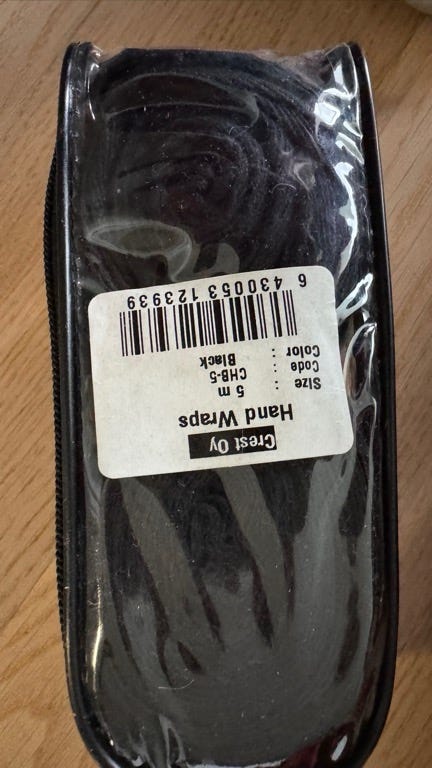 Crest Oy
Hand Wraps
Size : 5 m
Code : CHB-5
Color : Black
6 430053 123939